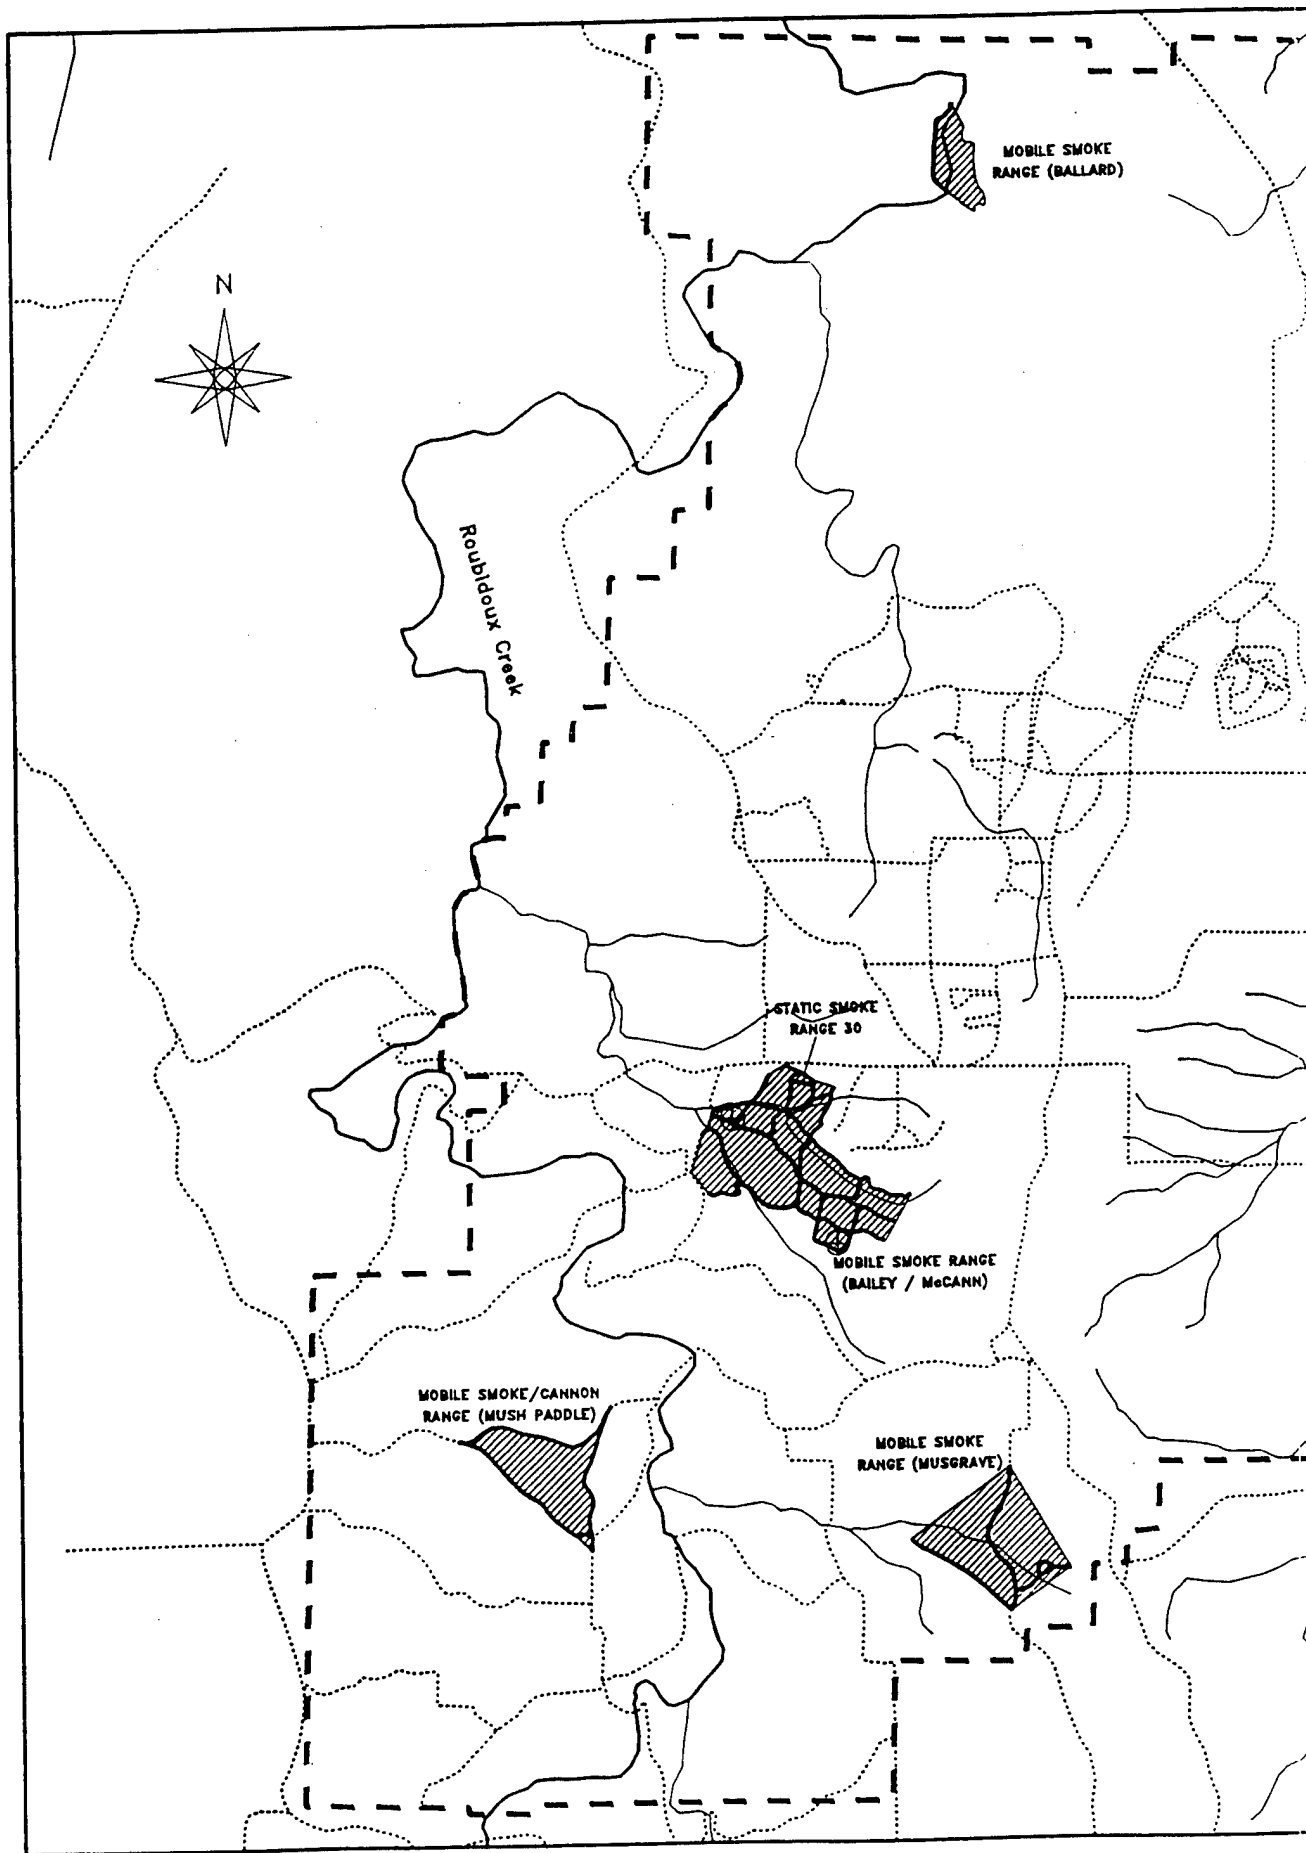 MOBILE SMOKE
RANGE (BALLARD)
N
Roubidoux Creek
STATIC SMOKE
RANGE 30
MOBILE SMOKE RANGE
(BAILEY / McCANN)
MOBILE SMOKE/CANNON
RANGE (MUSH PADDLE)
MOBILE SMOKE
RANGE (MUSGRAVE)